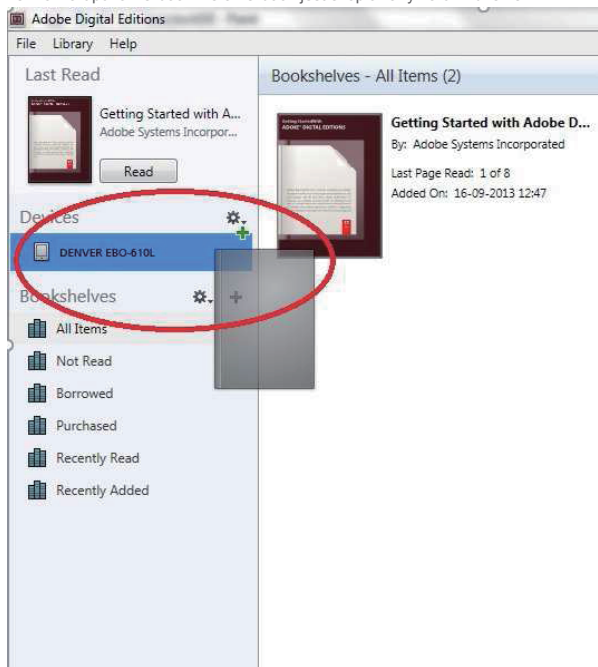 Adobe Digital Editions
File Library Help
Last Read
Getting Started with A...
Adobe Systems Incorpor...
Read
Devices
DENVER EBO-610L
Bookshelves
All Items
Not Read
Borrowed
Purchased
Recently Read
Recently Added
Bookshelves - All Items (2)
Getting Started with Adobe D...
By: Adobe Systems Incorporated
Last Page Read: 1 of 8
Added On: 16-09-2013 12:47